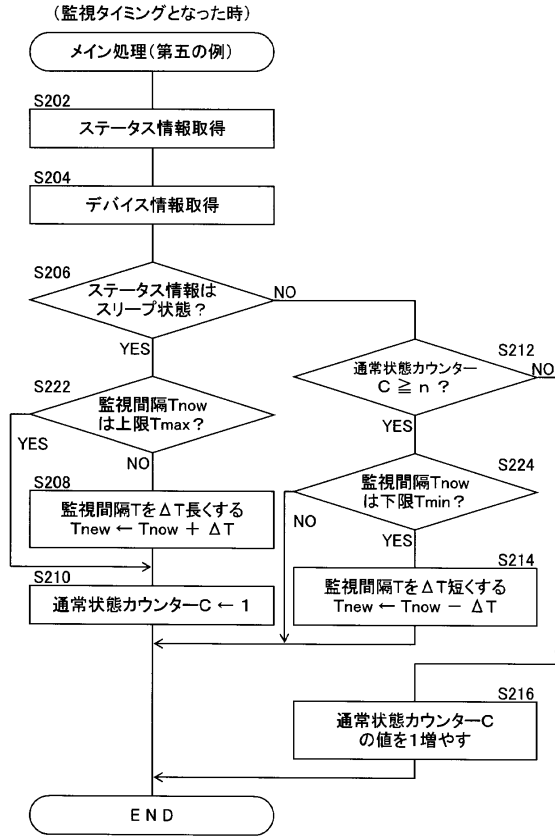 (監視タイミングとなった時)
メイン処理(第五の例)
S202
ステータス情報取得
S204
デバイス情報取得
S206
ステータス情報は
スリープ状態?
NO
YES
S222
監視間隔Tnow
は上限Tmax?
YES
NO
S208
監視間隔TをΔT長くする
Tnew ← Tnow + ΔT
S210
通常状態カウンターC ← 1
S212
通常状態カウンター
C ≧ n ?
NO
YES
S224
監視間隔Tnow
は下限Tmin?
NO
YES
S214
監視間隔TをΔT短くする
Tnew ← Tnow − ΔT
S216
通常状態カウンターC
の値を1増やす
END